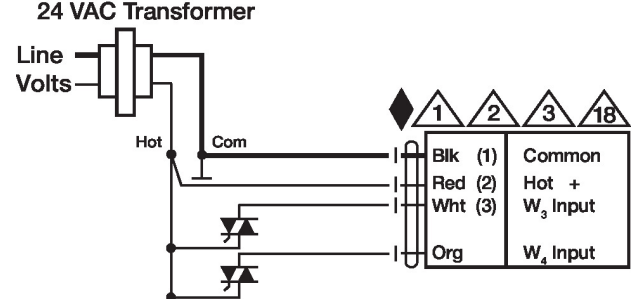 24 VAC Transformer
Line
Volts
Hot
Com
1 2 3 18
Blk (1) Common
Red (2) Hot +
Wht (3) W3 Input
Org W4 Input